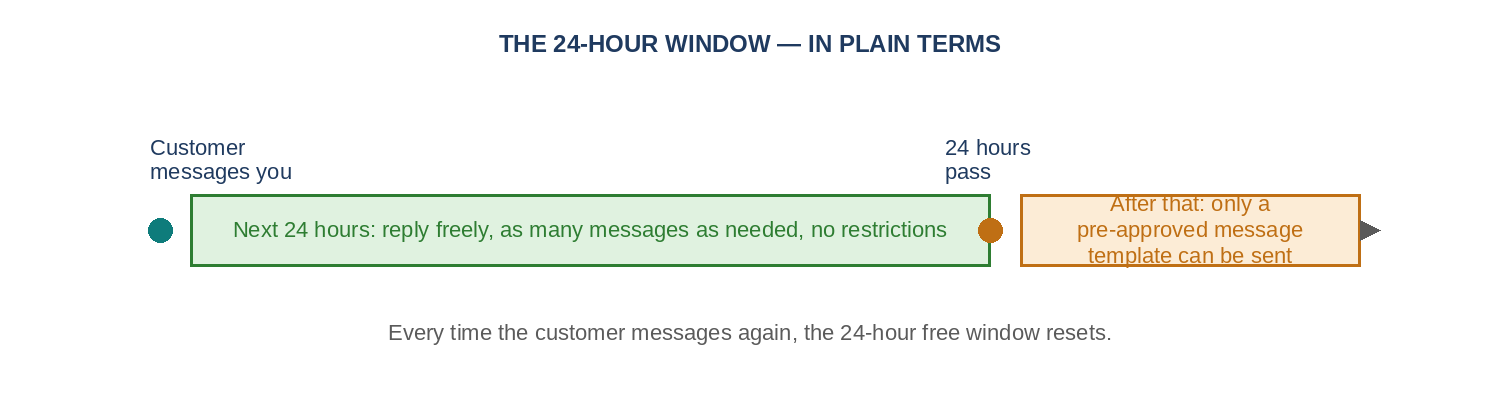 THE 24-HOUR WINDOW — IN PLAIN TERMS
Customer
messages you
24 hours
pass
Next 24 hours: reply freely, as many messages as needed, no restrictions
After that: only a
pre-approved message
template can be sent
Every time the customer messages again, the 24-hour free window resets.